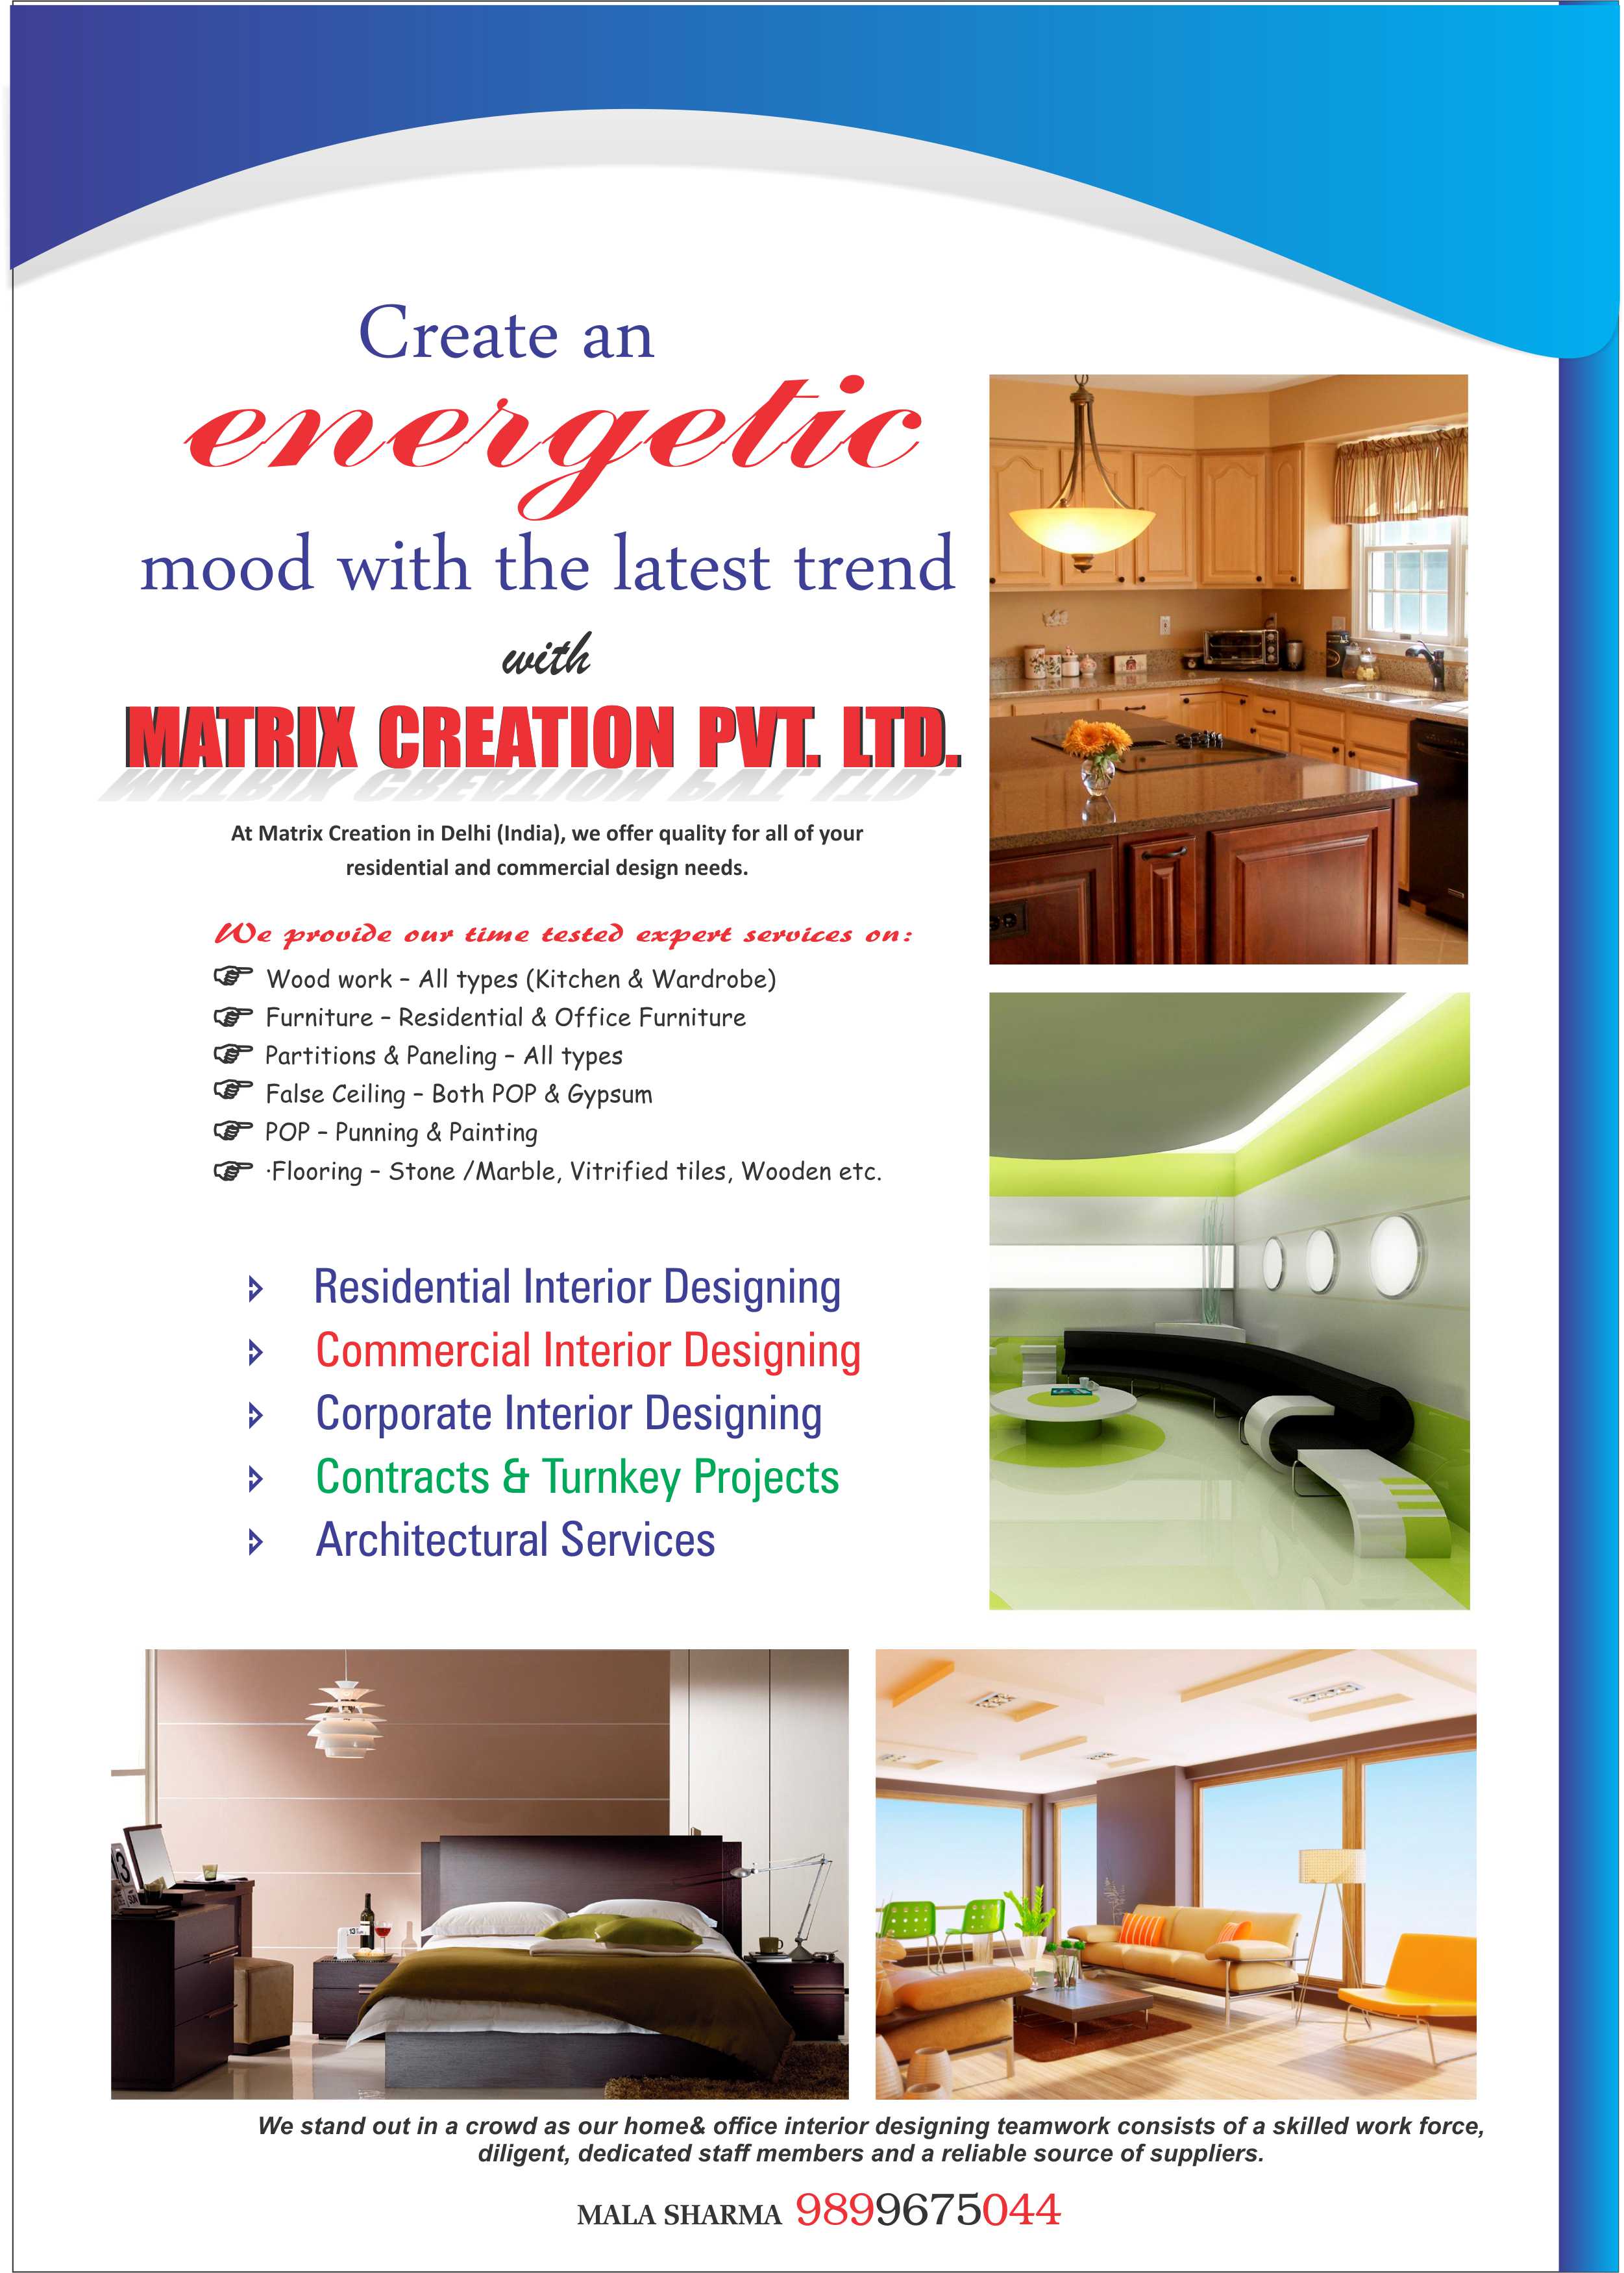 Create an
energetic
mood with the latest trend
with
MATRIX CREATION PVT. LTD.
At Matrix Creation in Delhi (India), we offer quality for all of your
residential and commercial design needs.
We provide our time tested expert services on:
Wood work – All types (Kitchen & Wardrobe)
Furniture – Residential & Office Furniture
Partitions & Paneling – All types
False Ceiling – Both POP & Gypsum
POP – Punning & Painting
·Flooring – Stone /Marble, Vitrified tiles, Wooden etc.
Residential Interior Designing
Commercial Interior Designing
Corporate Interior Designing
Contracts & Turnkey Projects
Architectural Services
We stand out in a crowd as our home& office interior designing teamwork consists of a skilled work force,
diligent, dedicated staff members and a reliable source of suppliers.
MALA SHARMA 9899675044